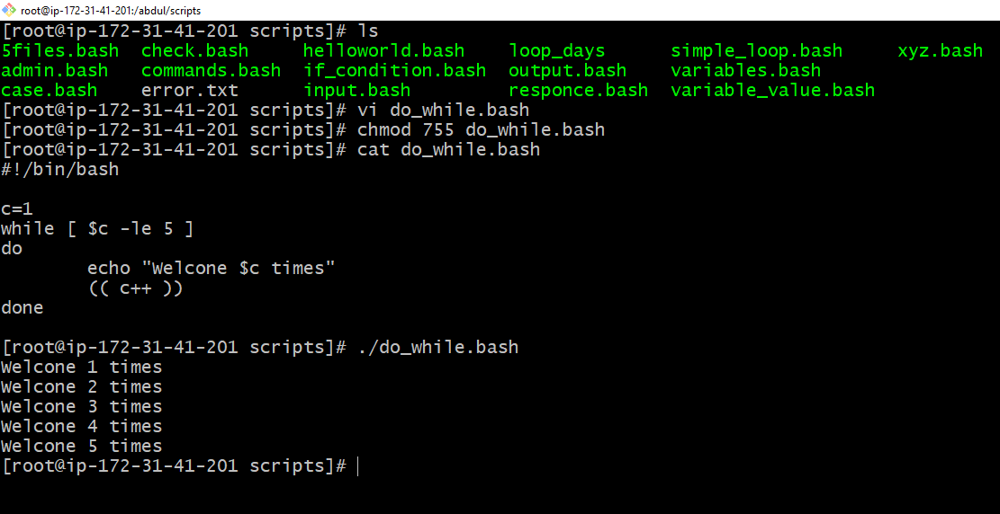 root@ip-172-31-41-201:/abdul/scripts
[root@ip-172-31-41-201 scripts]# ls
5files.bash  check.bash     helloworld.bash    loop_days      simple_loop.bash     xyz.bash
admin.bash   commands.bash  if_condition.bash  output.bash    variables.bash
case.bash    error.txt      input.bash         responce.bash  variable_value.bash
[root@ip-172-31-41-201 scripts]# vi do_while.bash
[root@ip-172-31-41-201 scripts]# chmod 755 do_while.bash
[root@ip-172-31-41-201 scripts]# cat do_while.bash
#!/bin/bash

c=1
while [ $c -le 5 ]
do
        echo "Welcone $c times"
        (( c++ ))
done

[root@ip-172-31-41-201 scripts]# ./do_while.bash
Welcone 1 times
Welcone 2 times
Welcone 3 times
Welcone 4 times
Welcone 5 times
[root@ip-172-31-41-201 scripts]#